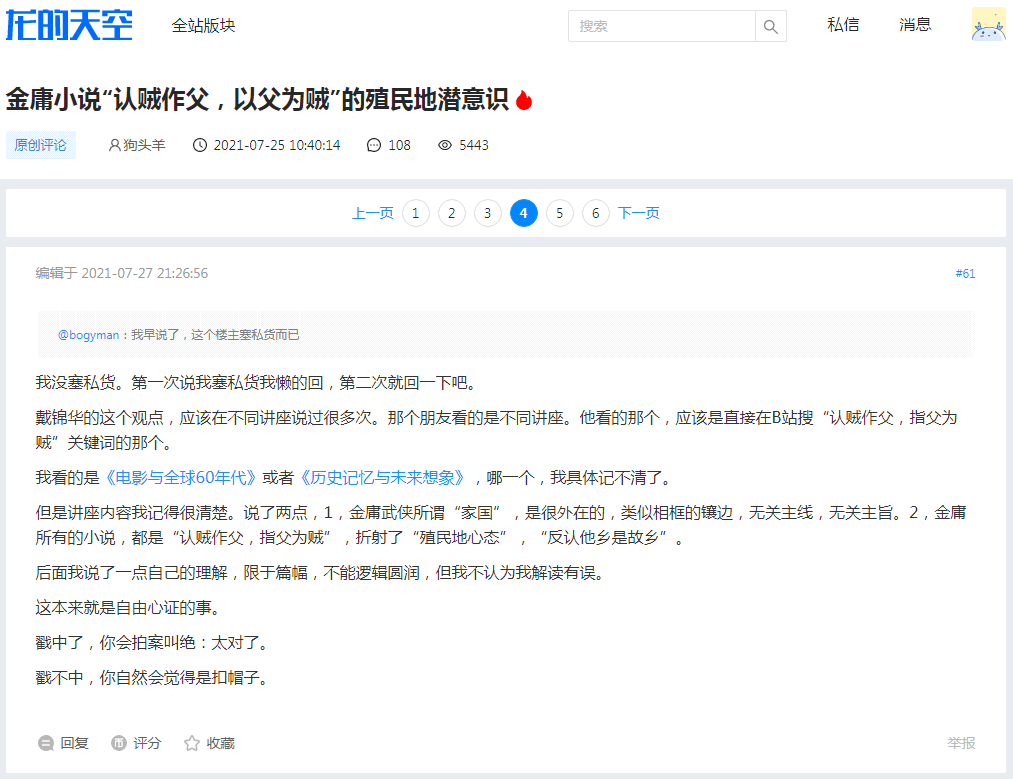 龙的天空
全站版块
搜索
私信
消息
金庸小说“认贼作父，以父为贼”的殖民地潜意识
原创评论
狗头羊
2021-07-25 10:40:14
108
5443
上一页 1 2 3 4 5 6 下一页
编辑于 2021-07-27 21:26:56
#61
@bogyman：我早说了，这个楼主塞私货而已
我没塞私货。第一次说我塞私货我懒的回，第二次就回一下吧。
戴锦华的这个观点，应该在不同讲座说过很多次。那个朋友看的是不同讲座。他看的那个，应该是直接在B站搜“认贼作父，指父为
贼”关键词的那个。
我看的是《电影与全球60年代》或者《历史记忆与未来想象》，哪一个，我具体记不清了。
但是讲座内容我记得很清楚。说了两点，1，金庸武侠所谓“家国”，是很外在的，类似相框的镶边，无关主线，无关主旨。2，金庸
所有的小说，都是“认贼作父，指父为贼”，折射了“殖民地心态”，“反认他乡是故乡”。
后面我说了一点自己的理解，限于篇幅，不能逻辑圆润，但我不认为我解读有误。
这本来就是自由心证的事。
戳中了，你会拍案叫绝：太对了。
戳不中，你自然会觉得是扣帽子。
回复
评分
收藏
举报